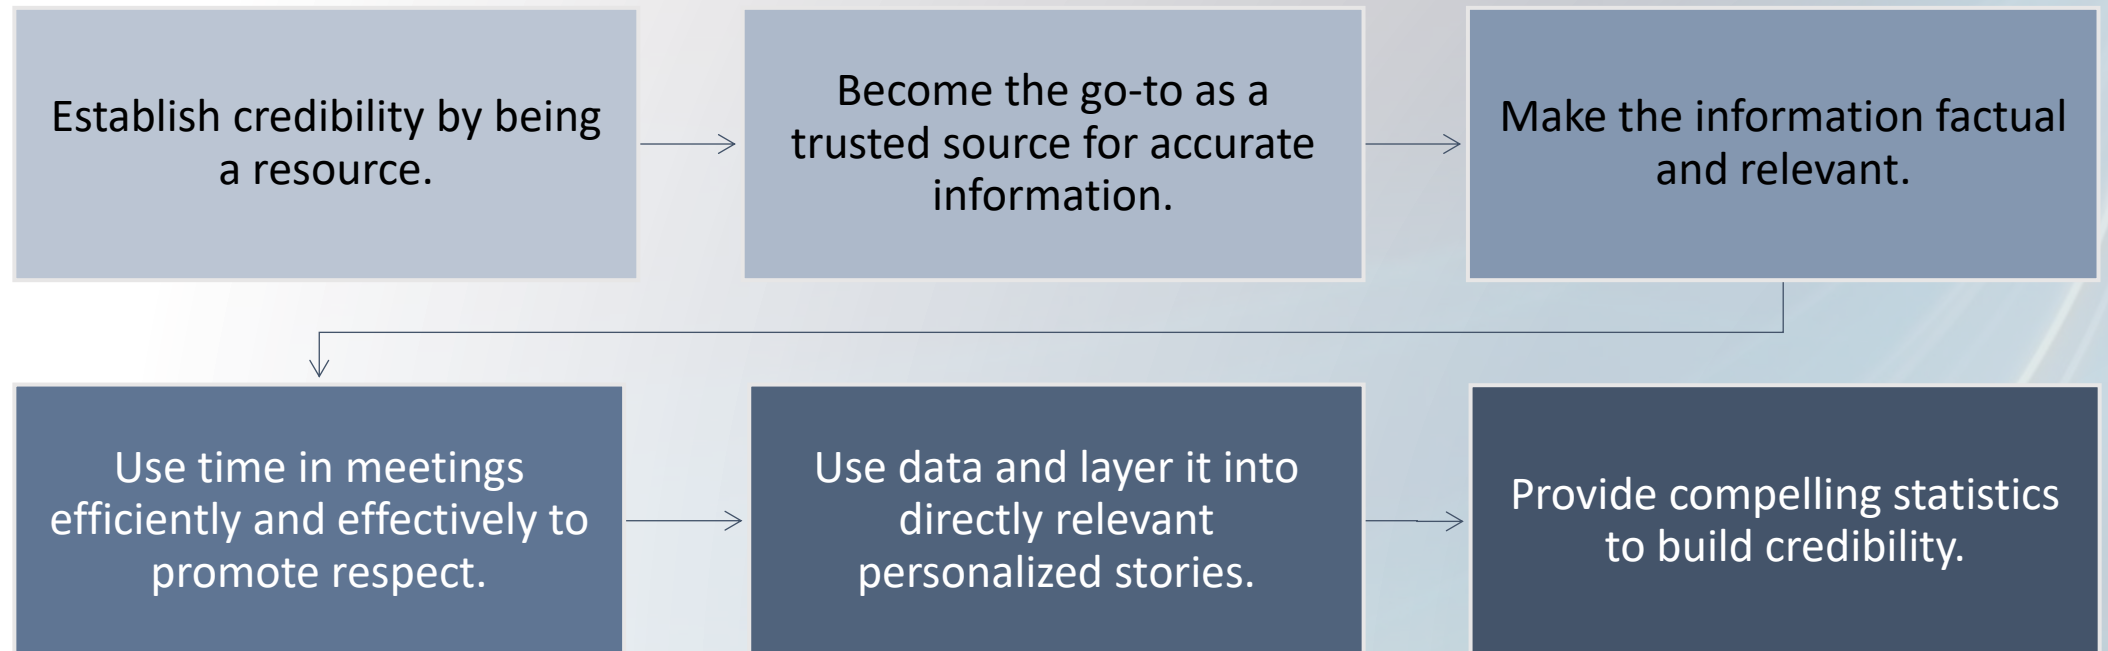 Establish credibility by being
a resource.
Become the go-to as a
trusted source for accurate
information.
Make the information factual
and relevant.
Use time in meetings
efficiently and effectively to
promote respect.
Use data and layer it into
directly relevant
personalized stories.
Provide compelling statistics
to build credibility.